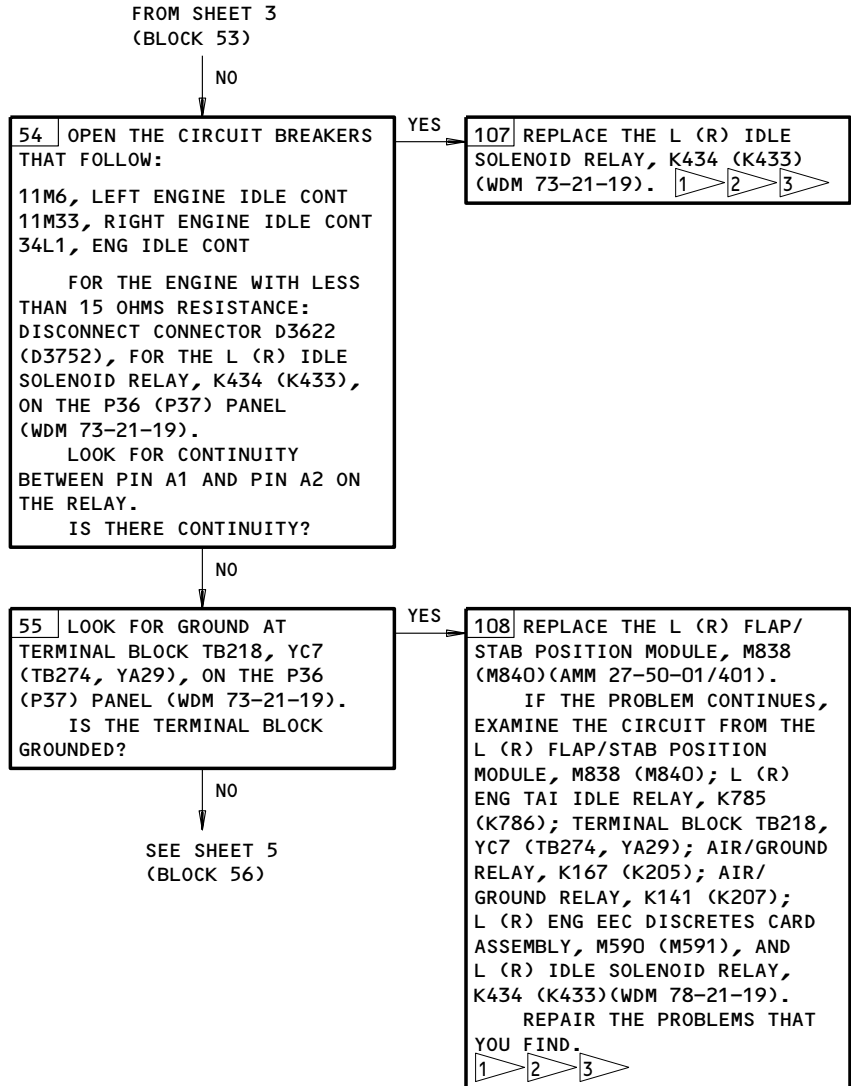 FROM SHEET 3
(BLOCK 53)
NO
54 OPEN THE CIRCUIT BREAKERS
THAT FOLLOW:
11M6, LEFT ENGINE IDLE CONT
11M33, RIGHT ENGINE IDLE CONT
34L1, ENG IDLE CONT
FOR THE ENGINE WITH LESS
THAN 15 OHMS RESISTANCE:
DISCONNECT CONNECTOR D3622
(D3752), FOR THE L (R) IDLE
SOLENOID RELAY, K434 (K433),
ON THE P36 (P37) PANEL
(WDM 73-21-19).
LOOK FOR CONTINUITY
BETWEEN PIN A1 AND PIN A2 ON
THE RELAY.
IS THERE CONTINUITY?
YES
107 REPLACE THE L (R) IDLE
SOLENOID RELAY, K434 (K433)
(WDM 73-21-19). 1 2 3
NO
55 LOOK FOR GROUND AT
TERMINAL BLOCK TB218, YC7
(TB274, YA29), ON THE P36
(P37) PANEL (WDM 73-21-19).
IS THE TERMINAL BLOCK
GROUNDED?
YES
108 REPLACE THE L (R) FLAP/
STAB POSITION MODULE, M838
(M840)(AMM 27-50-01/401).
IF THE PROBLEM CONTINUES,
EXAMINE THE CIRCUIT FROM THE
L (R) FLAP/STAB POSITION
MODULE, M838 (M840); L (R)
ENG TAI IDLE RELAY, K785
(K786); TERMINAL BLOCK TB218,
YC7 (TB274, YA29); AIR/GROUND
RELAY, K167 (K205); AIR/
GROUND RELAY, K141 (K207);
L (R) ENG EEC DISCRETES CARD
ASSEMBLY, M590 (M591), AND
L (R) IDLE SOLENOID RELAY,
K434 (K433)(WDM 78-21-19).
REPAIR THE PROBLEMS THAT
YOU FIND.
1 2 3
NO
SEE SHEET 5
(BLOCK 56)